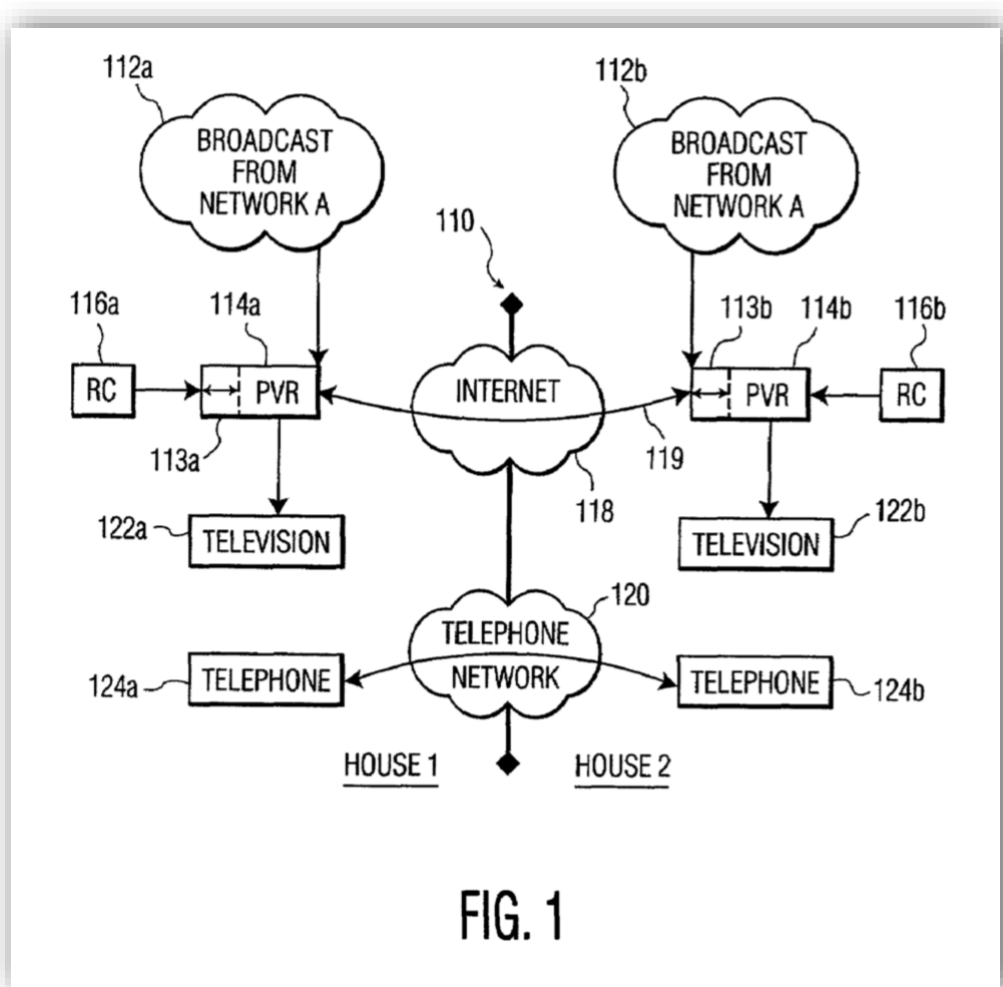 112a
112b
BROADCAST
FROM
NETWORK A
BROADCAST
FROM
NETWORK A
110
116a
114a
113b
114b
116b
RC
PVR
INTERNET
PVR
RC
113a
119
118
122a
TELEVISION
122b
TELEVISION
120
TELEPHONE
NETWORK
124a
TELEPHONE
TELEPHONE
124b
HOUSE 1
HOUSE 2
FIG. 1